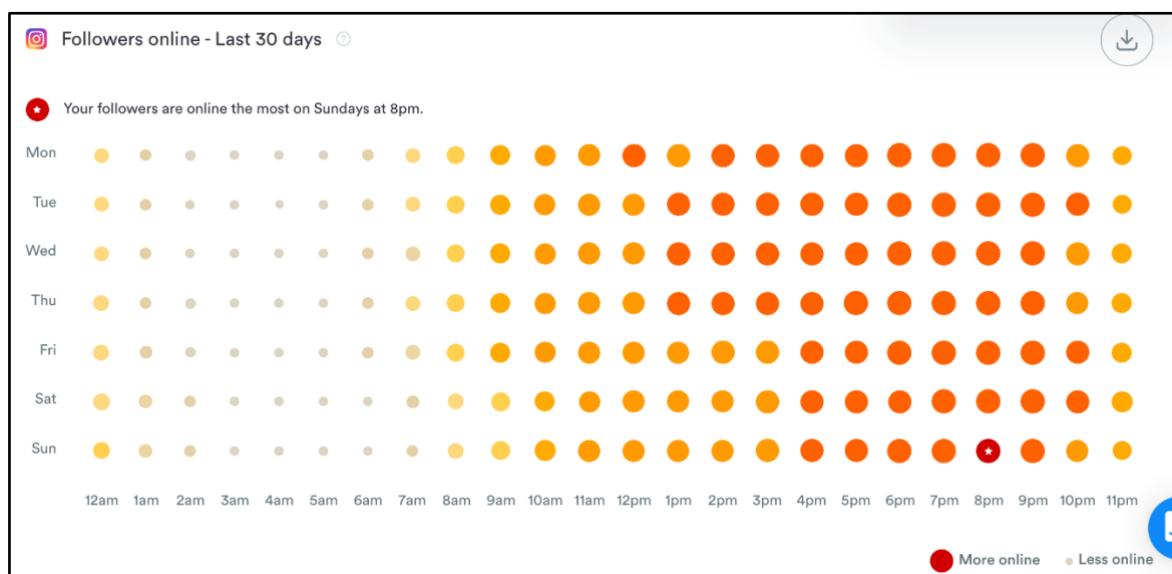 Followers online - Last 30 days ?
Your followers are online the most on Sundays at 8pm.
Mon
Tue
Wed
Thu
Fri
Sat
Sun
12am 1am 2am 3am 4am 5am 6am 7am 8am 9am 10am 11am 12pm 1pm 2pm 3pm 4pm 5pm 6pm 7pm 8pm 9pm 10pm 11pm
More online Less online